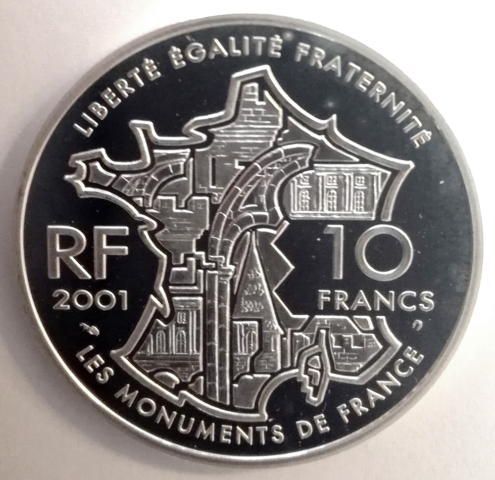 LIBERTÉ ÉGALITÉ FRATERNITÉ
RF
2001
10
FRANCS
LES MONUMENTS DE FRANCE